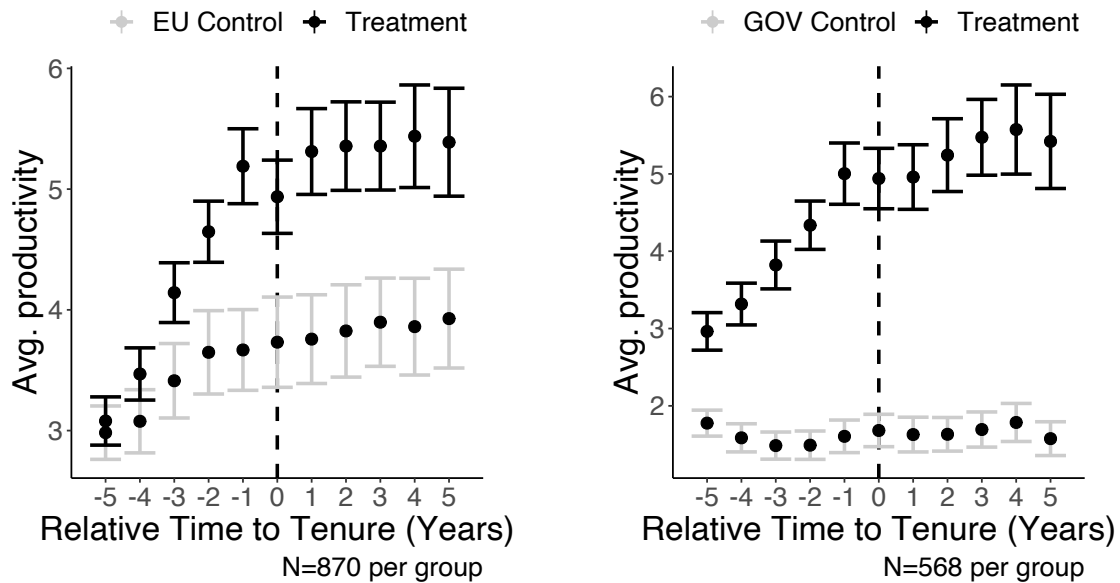 EU Control Treatment
GOV Control Treatment
Avg. productivity
6
5
4
3
-5 -4 -3 -2 -1 0 1 2 3 4 5
Relative Time to Tenure (Years)
N=870 per group
Avg. productivity
6
5
4
3
2
-5 -4 -3 -2 -1 0 1 2 3 4 5
Relative Time to Tenure (Years)
N=568 per group